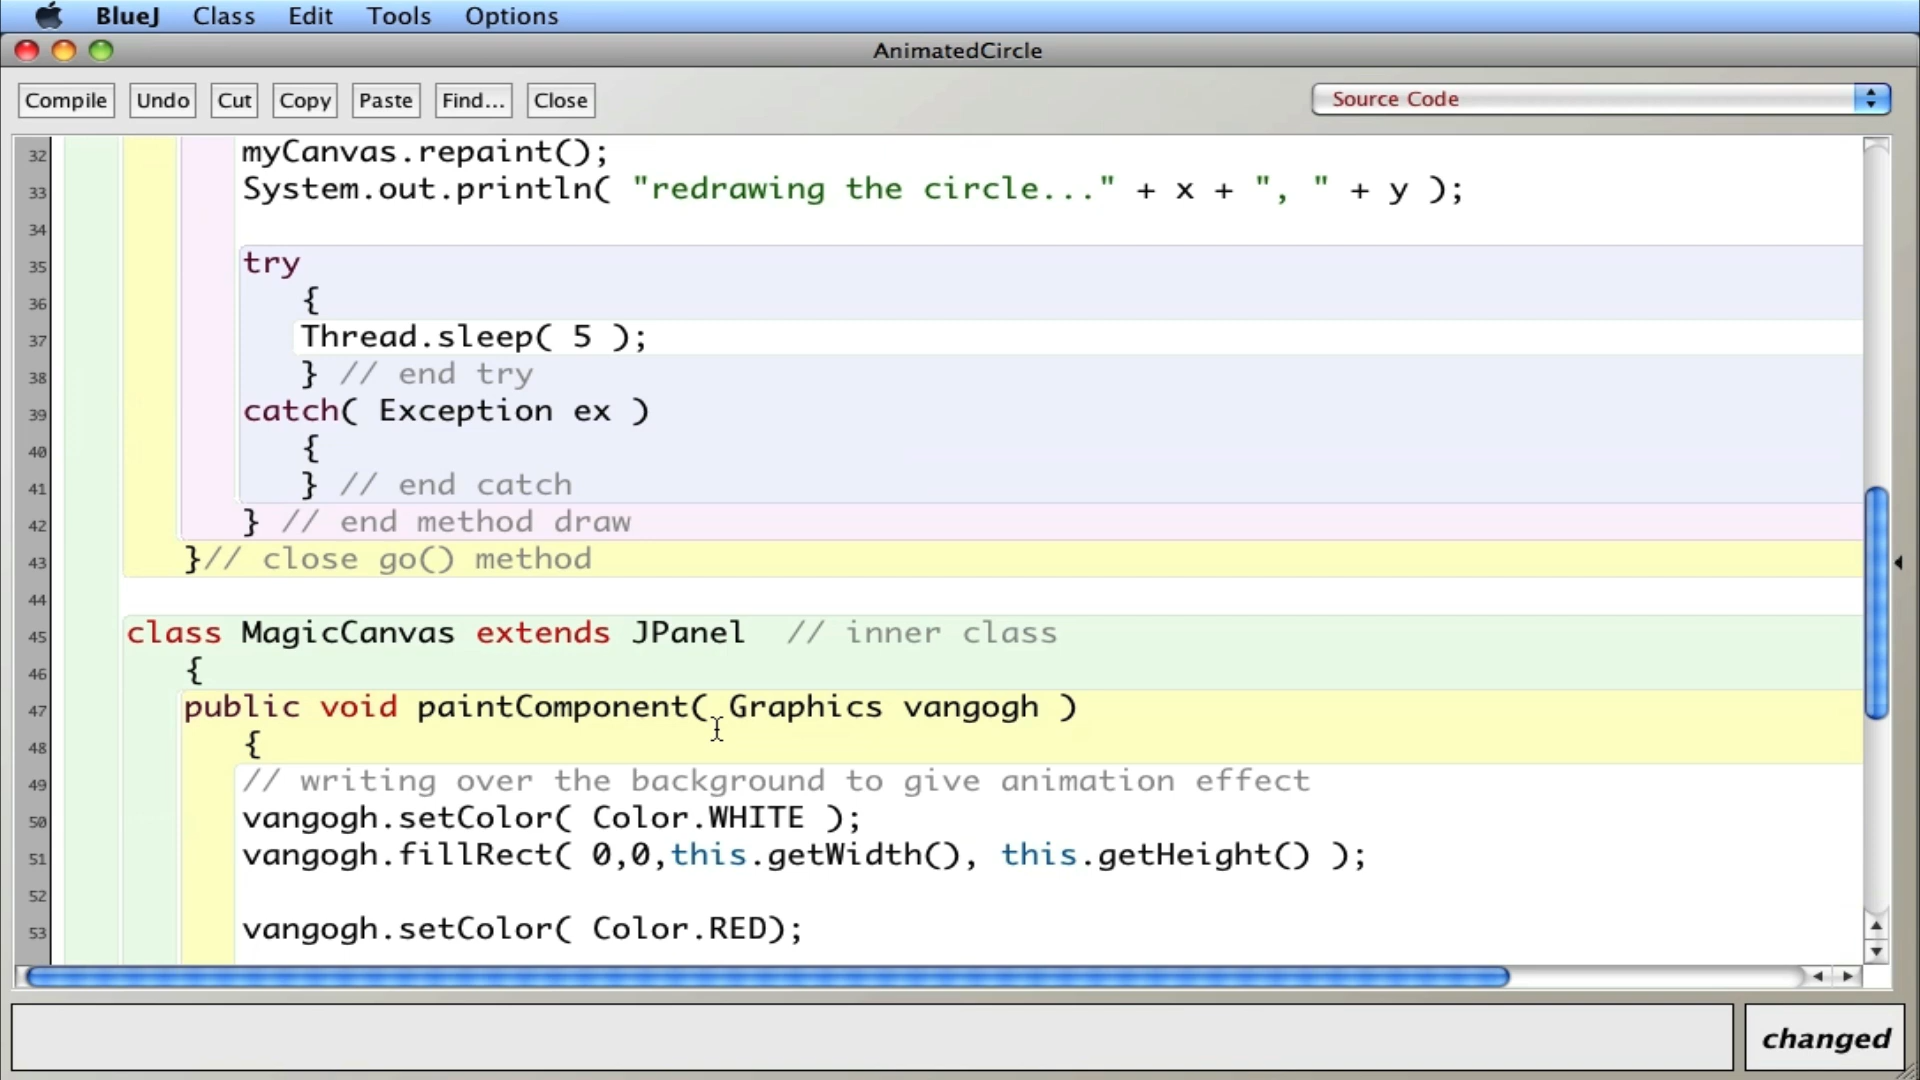 BlueJ Class Edit Tools Options
AnimatedCircle
Compile Undo Cut Copy Paste Find... Close Source Code
32 myCanvas.repaint();
33 System.out.println( "redrawing the circle..." + x + ", " + y );
34
35 try
36 {
37 Thread.sleep( 5 );
38 } // end try
39 catch( Exception ex )
40 {
41 } // end catch
42 } // end method draw
43 }// close go() method
44
45 class MagicCanvas extends JPanel // inner class
46 {
47 public void paintComponent( Graphics vangogh )
48 {
49 // writing over the background to give animation effect
50 vangogh.setColor( Color.WHITE );
51 vangogh.fillRect( 0,0,this.getWidth(), this.getHeight() );
52
53 vangogh.setColor( Color.RED);
changed